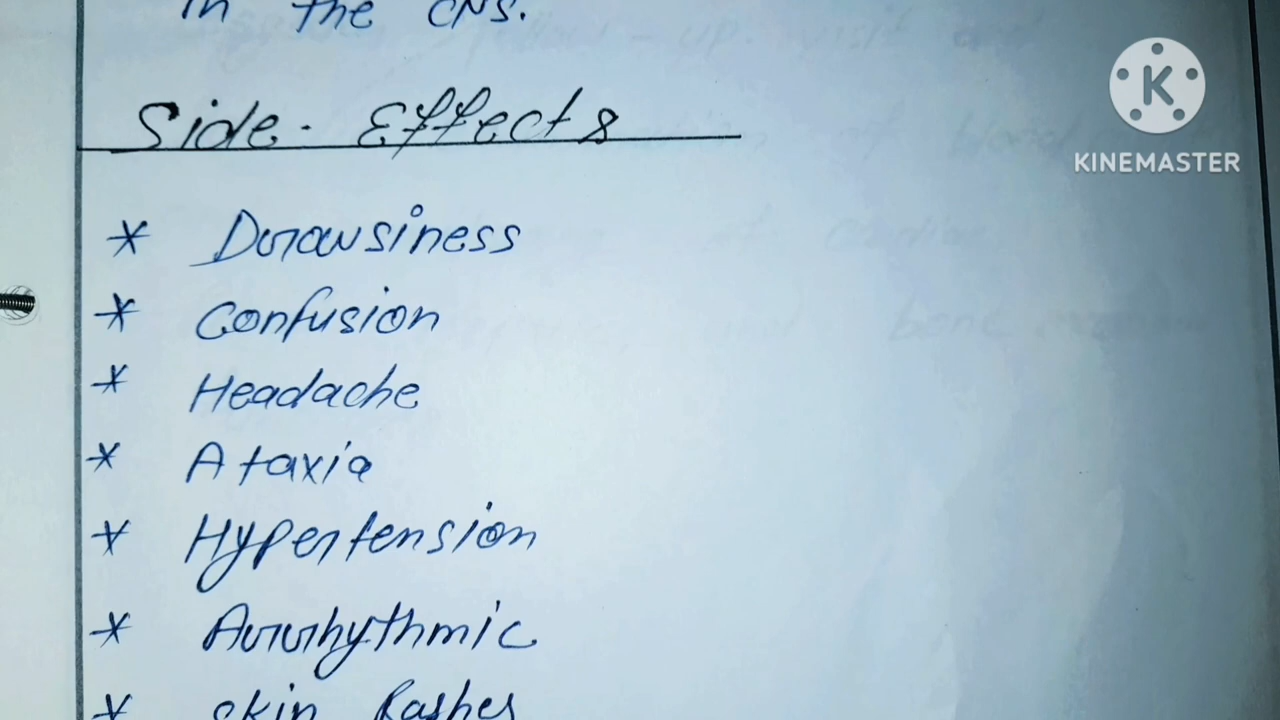 in the CNS.
Side - Effects
* Drowsiness
* Confusion
* Headache
* Ataxia
* Hypertension
* Arrhythmic
* Skin Rashes
K
KINEMASTER